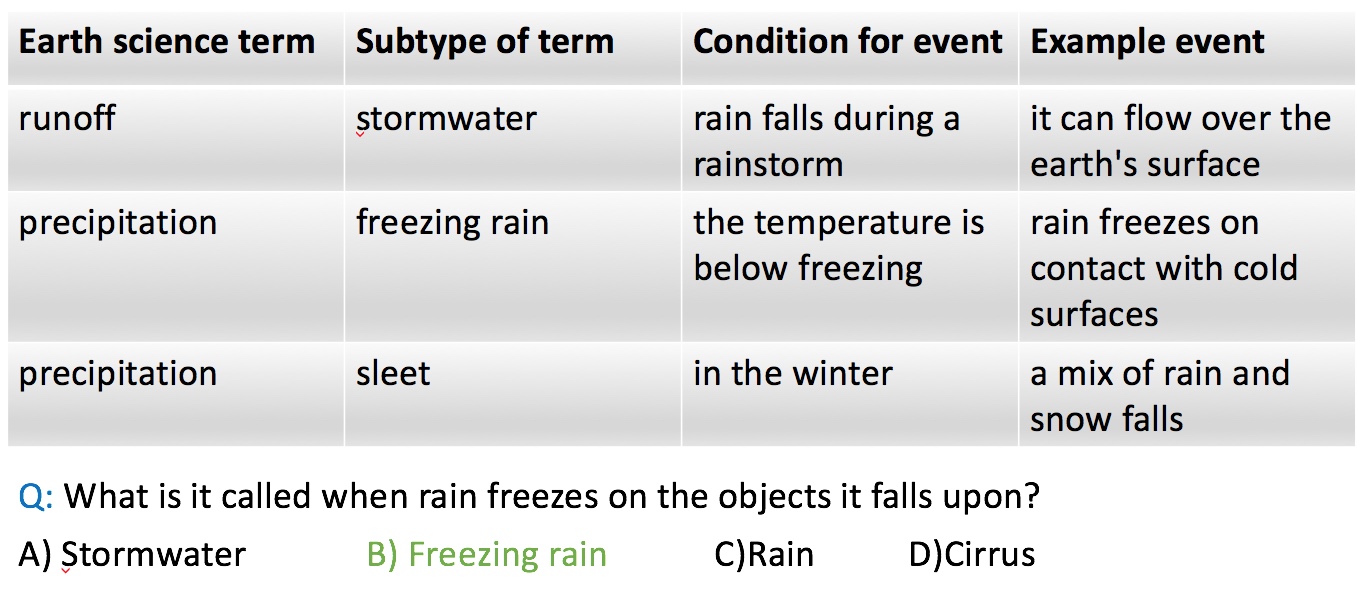 Earth science term Subtype of term Condition for event Example event
runoff stormwater rain falls during a it can flow over the
rainstorm earth's surface
precipitation freezing rain the temperature is rain freezes on
below freezing contact with cold
surfaces
precipitation sleet in the winter a mix of rain and
snow falls
Q: What is it called when rain freezes on the objects it falls upon?
A) Stormwater B) Freezing rain C)Rain D)Cirrus